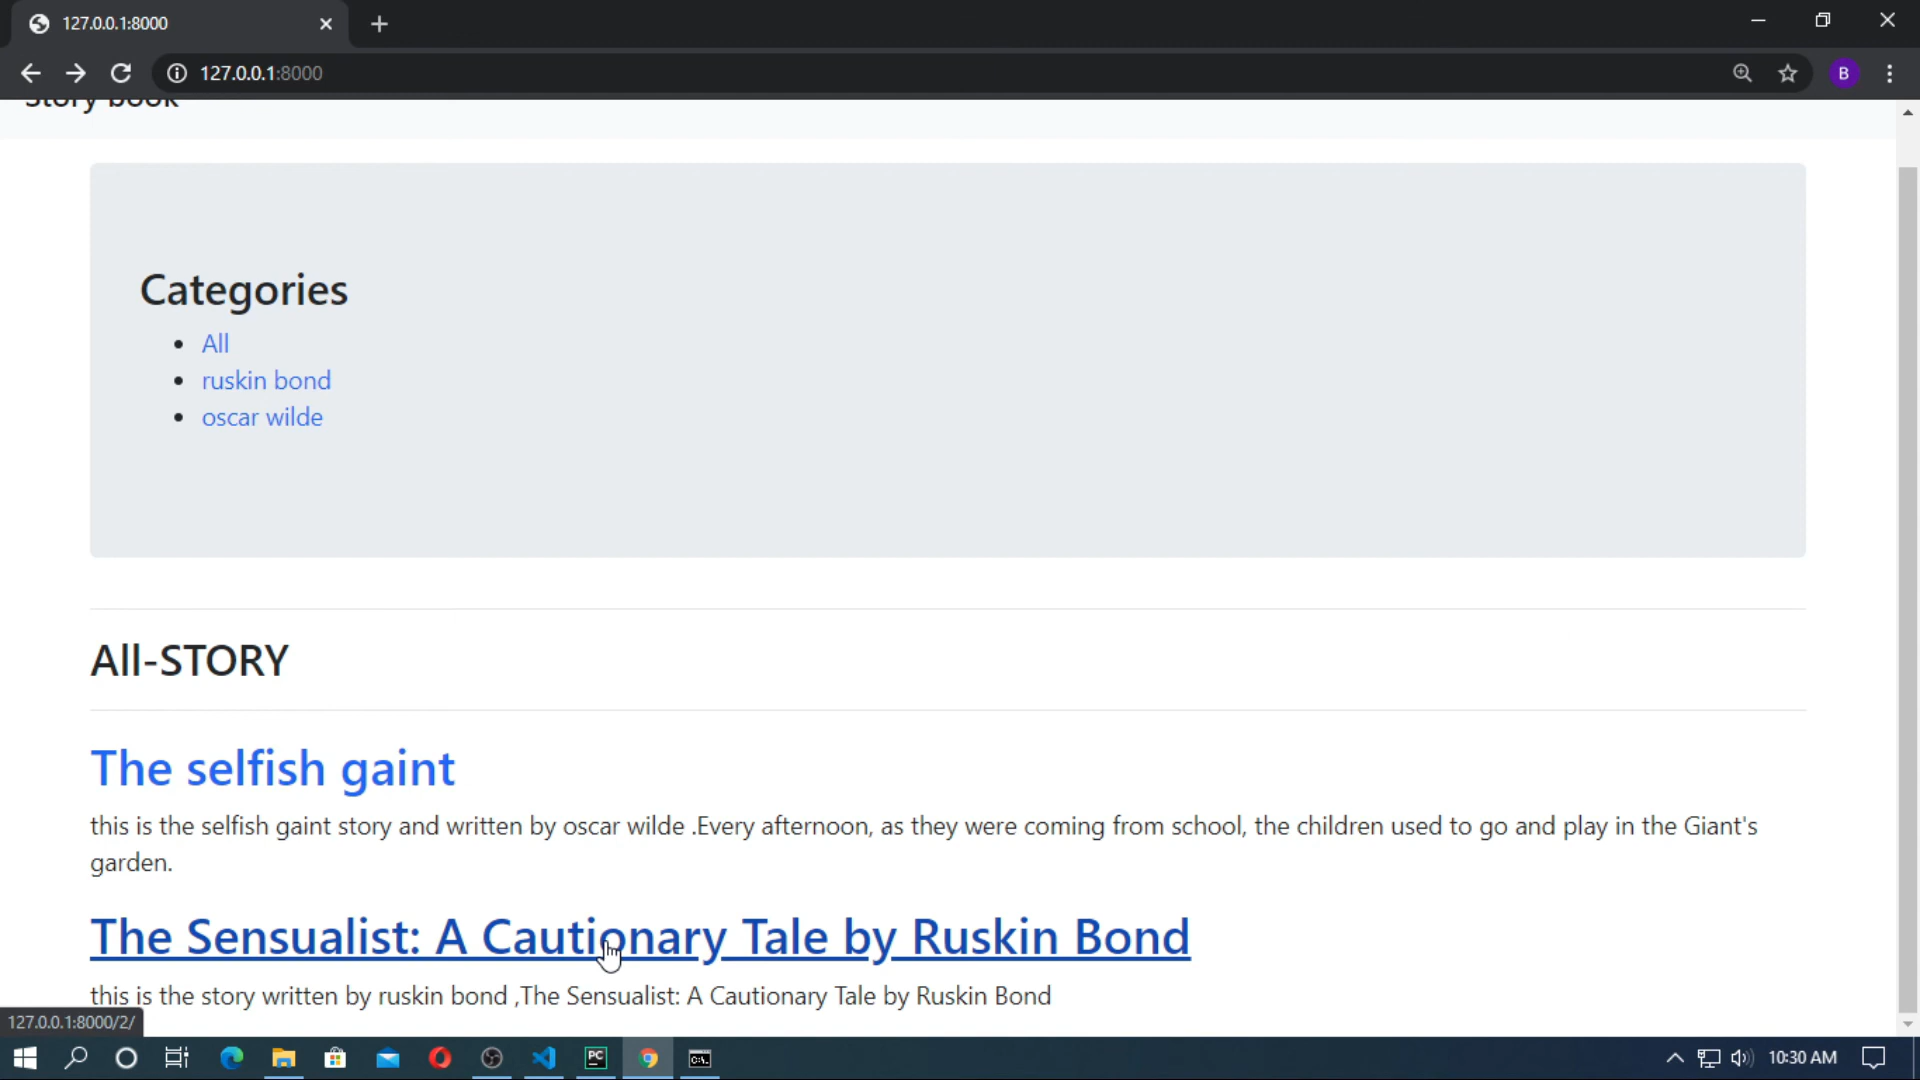 127.0.0.1:8000
127.0.0.1:8000
B
Story book
Categories
All
ruskin bond
oscar wilde
All-STORY
The selfish gaint
this is the selfish gaint story and written by oscar wilde .Every afternoon, as they were coming from school, the children used to go and play in the Giant's
garden.
The Sensualist: A Cautionary Tale by Ruskin Bond
this is the story written by ruskin bond ,The Sensualist: A Cautionary Tale by Ruskin Bond
127.0.0.1:8000/2/
PC
C:\.
10:30 AM